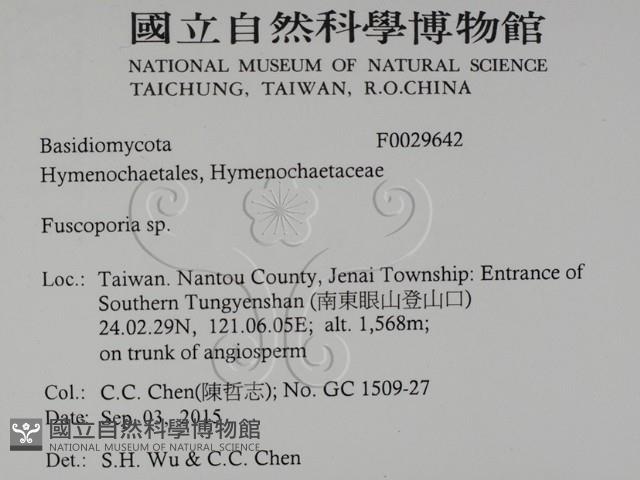 國立自然科學博物館
NATIONAL MUSEUM OF NATURAL SCIENCE
TAICHUNG, TAIWAN, R.O.CHINA
Basidiomycota F0029642
Hymenochaetales, Hymenochaetaceae
Fuscoporia sp.
Loc.: Taiwan. Nantou County, Jenai Township: Entrance of
Southern Tungyenshan (南東眼山登山口)
24.02.29N, 121.06.05E; alt. 1,568m;
on trunk of angiosperm
Col.: C.C. Chen(陳哲志); No. GC 1509-27
Date: Sep. 03, 2015
國立自然科學博物館
NATIONAL MUSEUM OF NATURAL SCIENCE
Det.: S.H. Wu & C.C. Chen